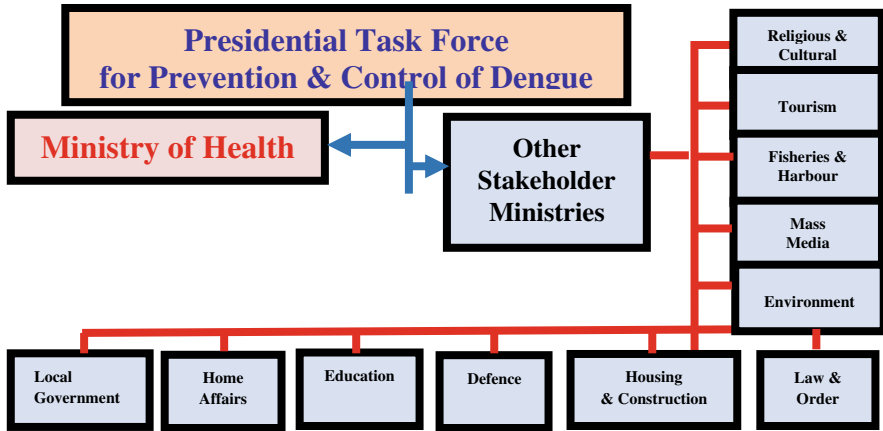 Presidential Task Force
for Prevention & Control of Dengue
Ministry of Health
Other
Stakeholder
Ministries
Religious &
Cultural
Tourism
Fisheries &
Harbour
Mass
Media
Environment
Local
Government
Home
Affairs
Education
Defence
Housing
& Construction
Law &
Order